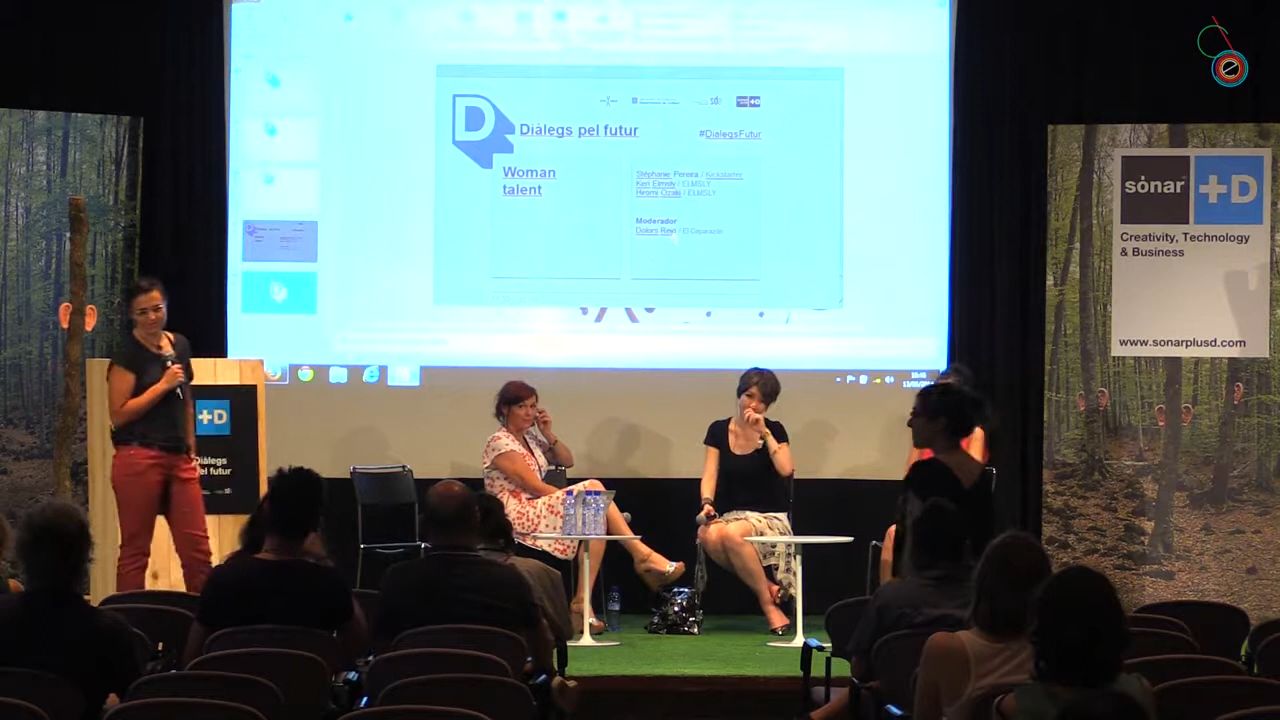 Diàlegs pel futur
#DialegsFutur
Woman
talent
Stéphanie Pereira / Kickstarter
Keri Elmsly / ELMSLY
Hiromi Ozaki / ELMSLY
Moderador
Dolors Reig / El Caparazón
sónar +D
Creativity, Technology
& Business
www.sonarplusd.com
+D
Diàlegs
pel futur